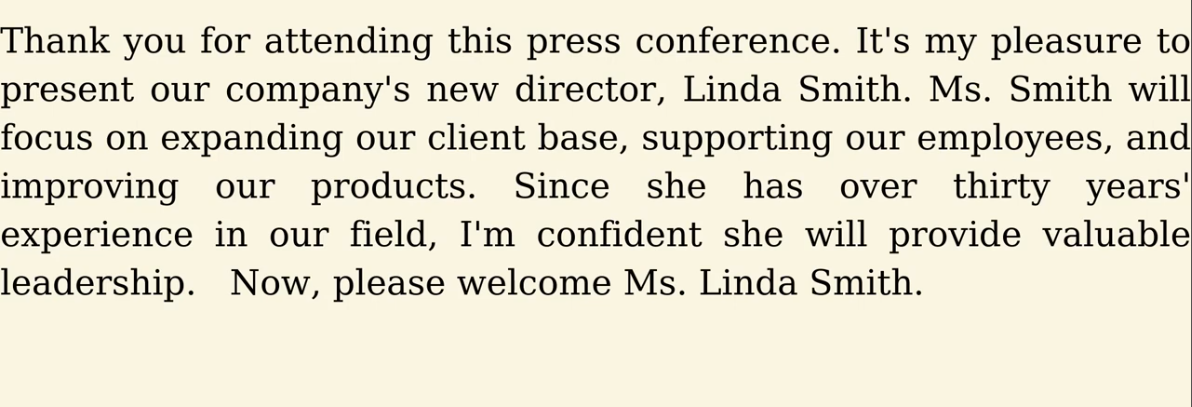 Thank you for attending this press conference. It's my pleasure to
present our company's new director, Linda Smith. Ms. Smith will
focus on expanding our client base, supporting our employees, and
improving our products. Since she has over thirty years'
experience in our field, I'm confident she will provide valuable
leadership.   Now, please welcome Ms. Linda Smith.